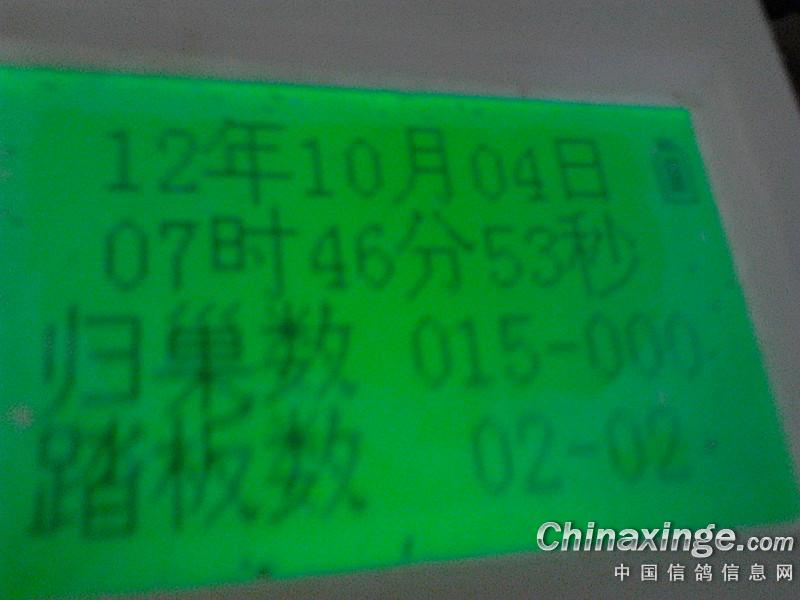 12年10月04日
07时46分53秒
归巢数 015-000
踏板数 02-02
Chinaxinge.com
中国信鸽信息网